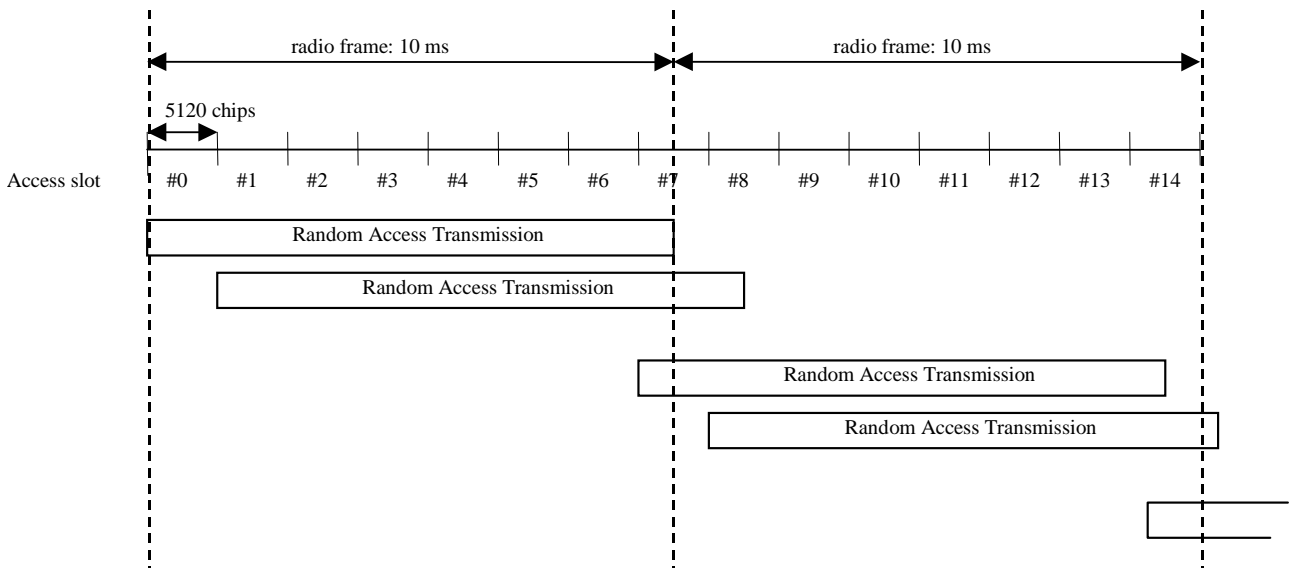 radio frame: 10 ms radio frame: 10 ms
5120 chips
Access slot #0 #1 #2 #3 #4 #5 #6 #7 #8 #9 #10 #11 #12 #13 #14
Random Access Transmission
Random Access Transmission
Random Access Transmission
Random Access Transmission